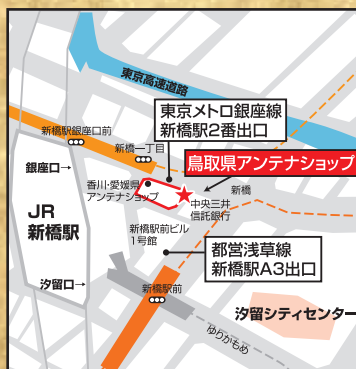 東京高速道路
東京メトロ銀座線
新橋駅2番出口
新橋駅銀座口前
新橋一丁目
鳥取県アンテナショップ
銀座口
香川・愛媛県
アンテナショップ
新橋
中央三井
信託銀行
JR
新橋駅
新橋駅前ビル
1号館
都営浅草線
新橋駅A3出口
汐留口
新橋駅前
汐留シティセンター
ゆりかもめ